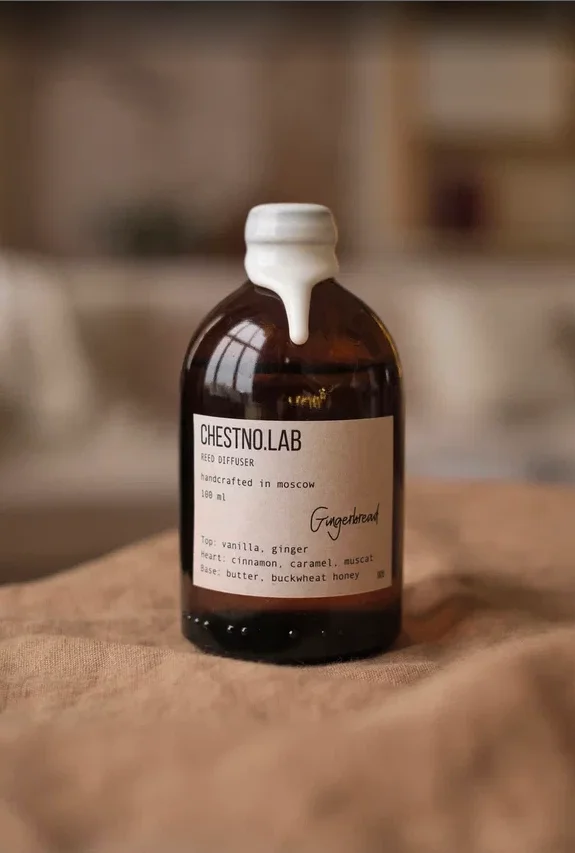 CHESTNO.LAB
REED DIFFUSER
handcrafted in moscow
100 ml
Gingerbread
Top: vanilla, ginger
Heart: cinnamon, caramel, muscat
Base: butter, buckwheat honey